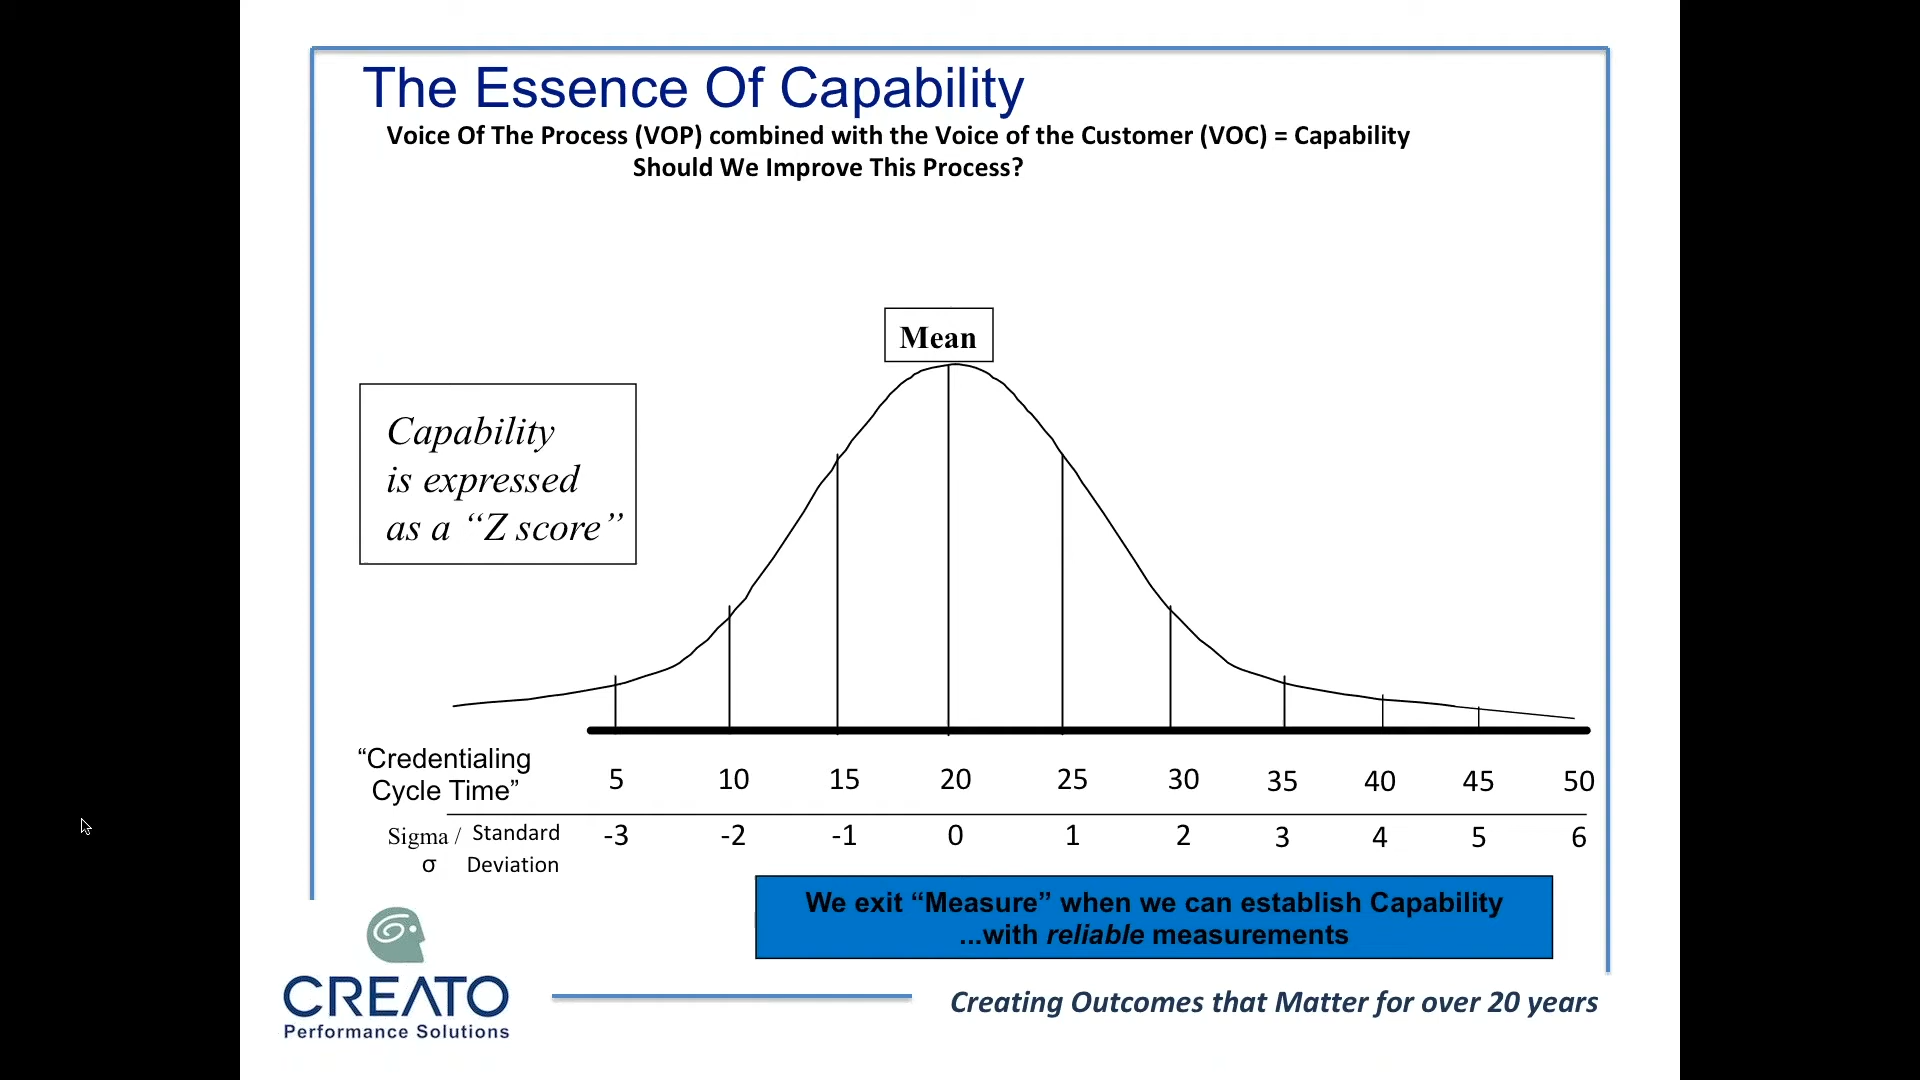 The Essence Of Capability
Voice Of The Process (VOP) combined with the Voice of the Customer (VOC) = Capability
Should We Improve This Process?
Mean
Capability
is expressed
as a “Z score”
“Credentialing
Cycle Time”
5 10 15 20 25 30 35 40 45 50
Sigma / Standard
σ Deviation
-3 -2 -1 0 1 2 3 4 5 6
We exit “Measure” when we can establish Capability
...with reliable measurements
CREATO
Performance Solutions
Creating Outcomes that Matter for over 20 years